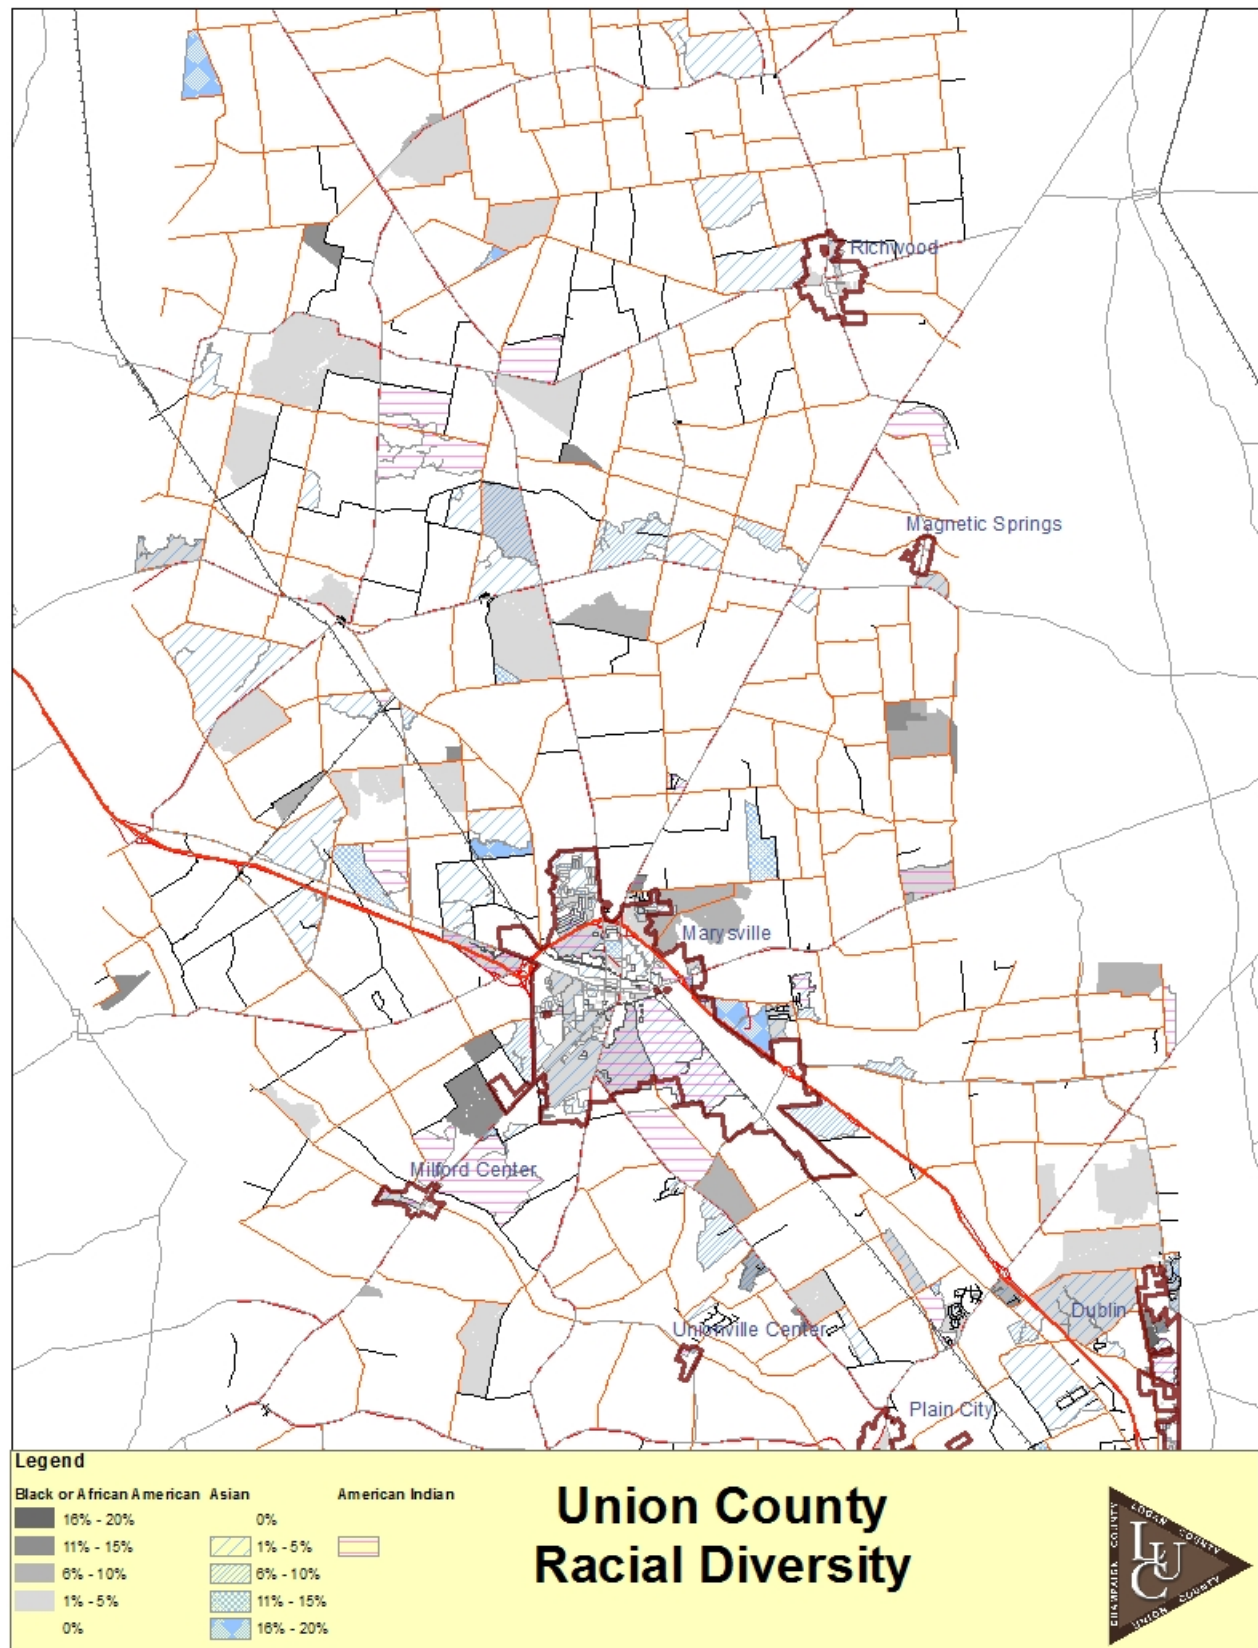 Richwood
Magnetic Springs
Marysville
Milford Center
Unionville Center
Dublin
Plain City
Legend
Black or African American
16% - 20%
11% - 15%
6% - 10%
1% - 5%
0%
Asian
0%
1% - 5%
6% - 10%
11% - 15%
16% - 20%
American Indian
Union County
Racial Diversity
LOGAN COUNTY
CHAMPAIGN COUNTY
UNION COUNTY
LUC